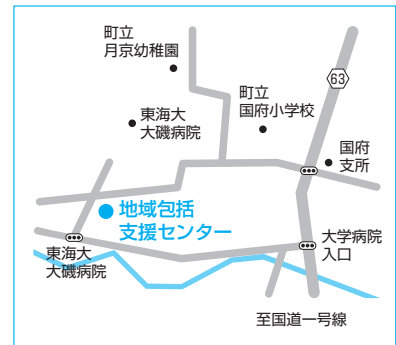 町立
月京幼稚園
63
町立
国府小学校
東海大
大磯病院
国府
支所
地域包括
支援センター
大学病院
入口
東海大
大磯病院
至国道一号線